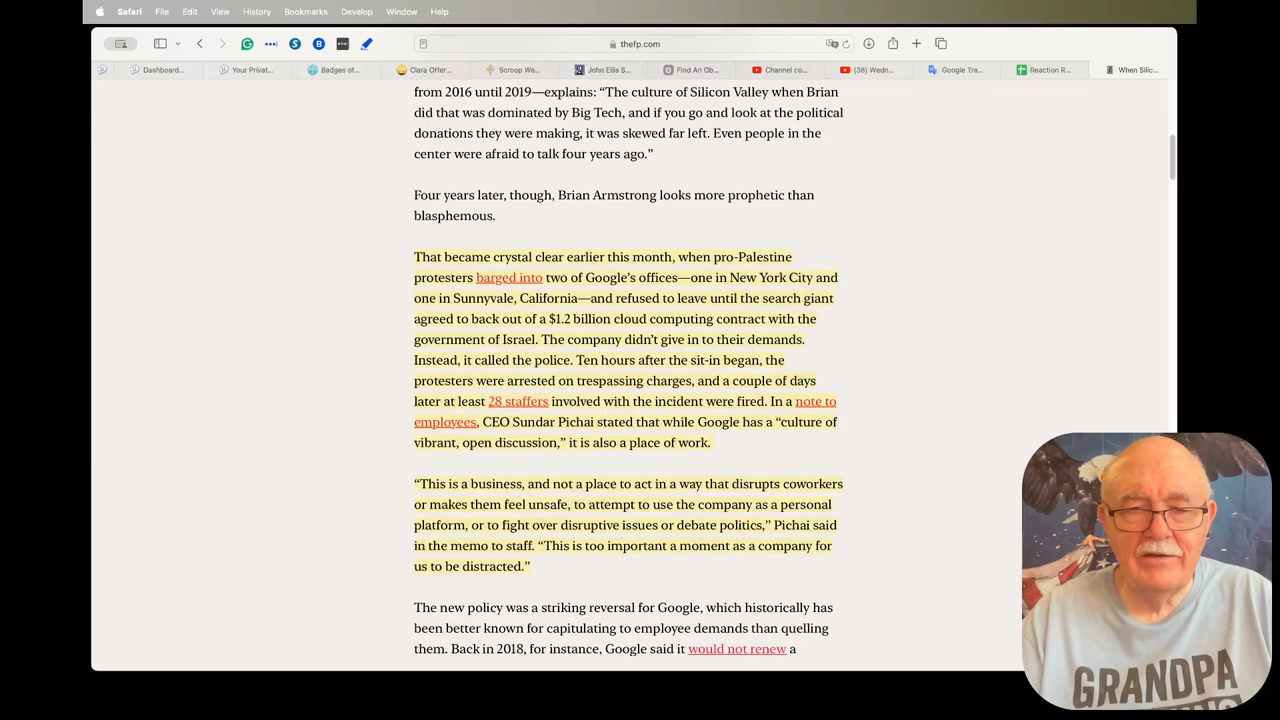 Safari File Edit View History Bookmarks Develop Window Help
thefp.com
Dashboard... Your Privat... Badges of... Clara Offer... Scroop We... John Ellis S... Find An Ob... Channel co... (38) Wedn... Google Tra... Reaction R... When Silic...
from 2016 until 2019—explains: “The culture of Silicon Valley when Brian
did that was dominated by Big Tech, and if you go and look at the political
donations they were making, it was skewed far left. Even people in the
center were afraid to talk four years ago.”
Four years later, though, Brian Armstrong looks more prophetic than
blasphemous.
That became crystal clear earlier this month, when pro-Palestine
protesters barged into two of Google’s offices—one in New York City and
one in Sunnyvale, California—and refused to leave until the search giant
agreed to back out of a $1.2 billion cloud computing contract with the
government of Israel. The company didn’t give in to their demands.
Instead, it called the police. Ten hours after the sit-in began, the
protesters were arrested on trespassing charges, and a couple of days
later at least 28 staffers involved with the incident were fired. In a note to
employees, CEO Sundar Pichai stated that while Google has a “culture of
vibrant, open discussion,” it is also a place of work.
“This is a business, and not a place to act in a way that disrupts coworkers
or makes them feel unsafe, to attempt to use the company as a personal
platform, or to fight over disruptive issues or debate politics,” Pichai said
in the memo to staff. “This is too important a moment as a company for
us to be distracted.”
The new policy was a striking reversal for Google, which historically has
been better known for capitulating to employee demands than quelling
them. Back in 2018, for instance, Google said it would not renew a
GRANDPA